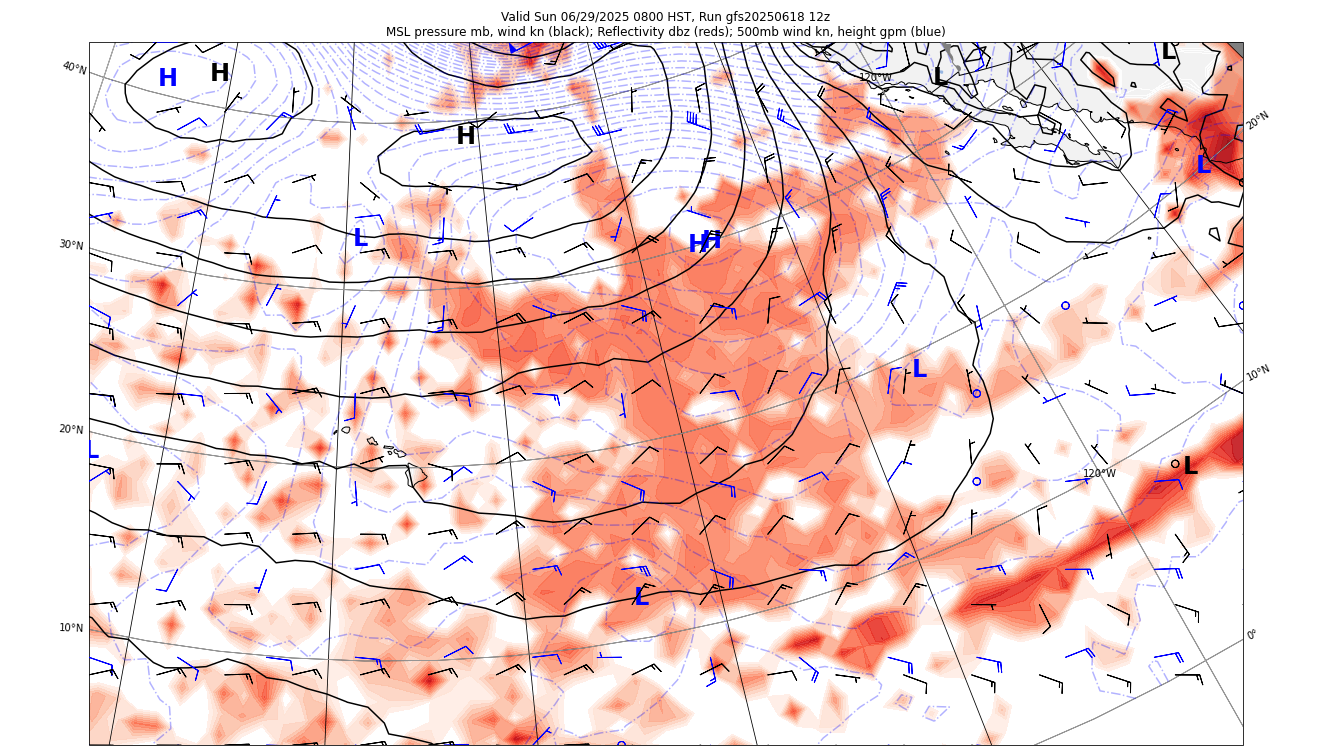 Valid Sun 06/29/2025 0800 HST, Run gfs20250618 12z
MSL pressure mb, wind kn (black); Reflectivity dbz (reds); 500mb wind kn, height gpm (blue)
40°N
H
H
120°W
L
L
20°N
H
L
30°N
L
H
H
10°N
L
20°N
L
120°W
L
10°N
L
0°